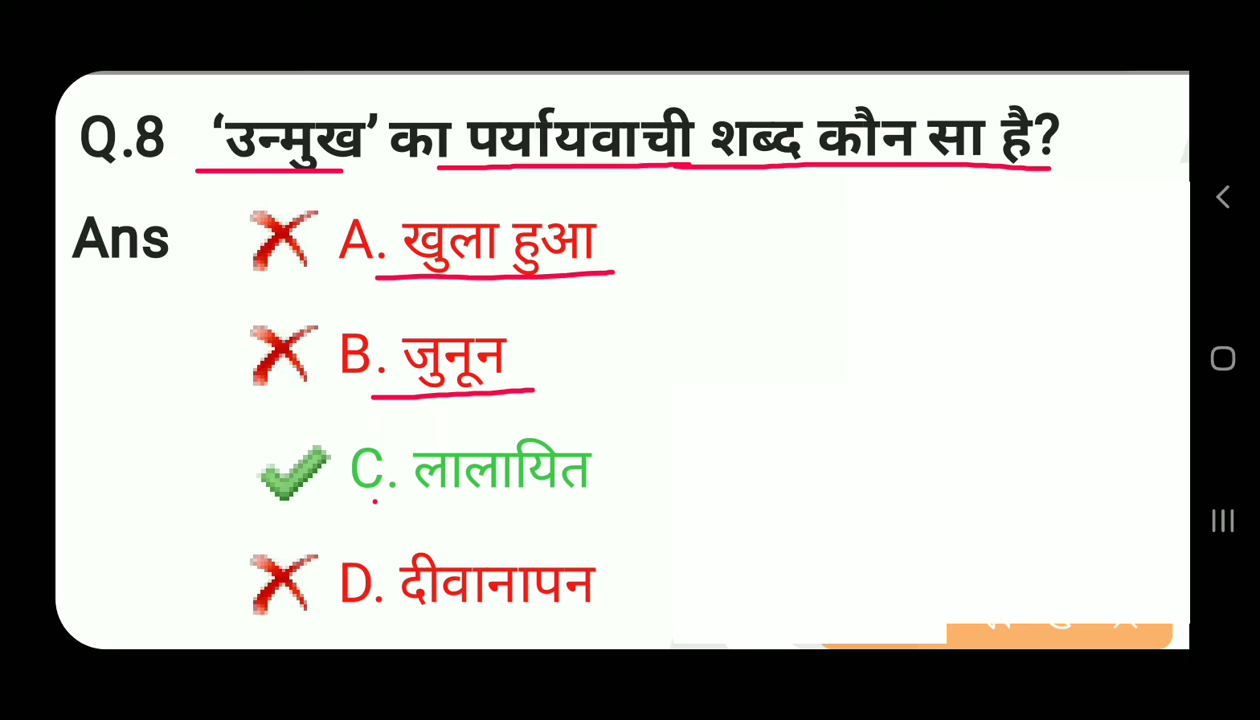 Q.8 ‘उन्मुख’ का पर्यायवाची शब्द कौन सा है?
Ans A. खुला हुआ
B. जुनून
C. लालायित
D. दीवानापन